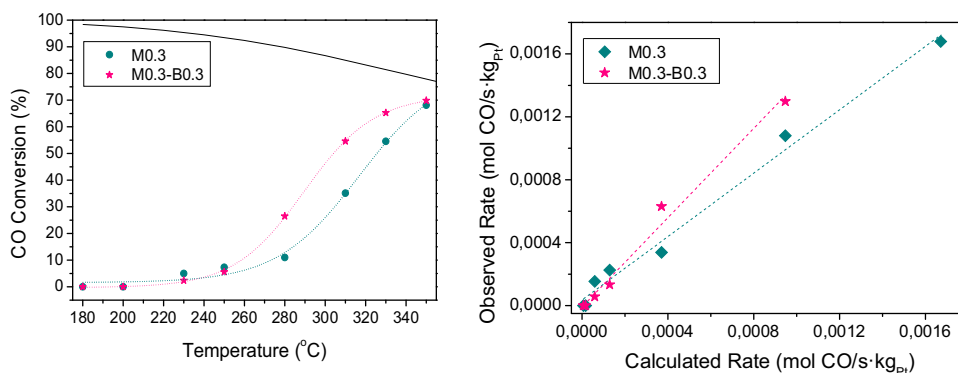 100
90
80
70
60
50
40
30
20
10
0
CO Conversion (%)
M0.3
M0.3-B0.3
180 200 220 240 260 280 300 320 340
Temperature (°C)
0,0016
0,0012
0,0008
0,0004
0,0000
Observed Rate (mol CO/s·kgPt)
M0.3
M0.3-B0.3
0,0000 0,0004 0,0008 0,0012 0,0016
Calculated Rate (mol CO/s·kgPt)